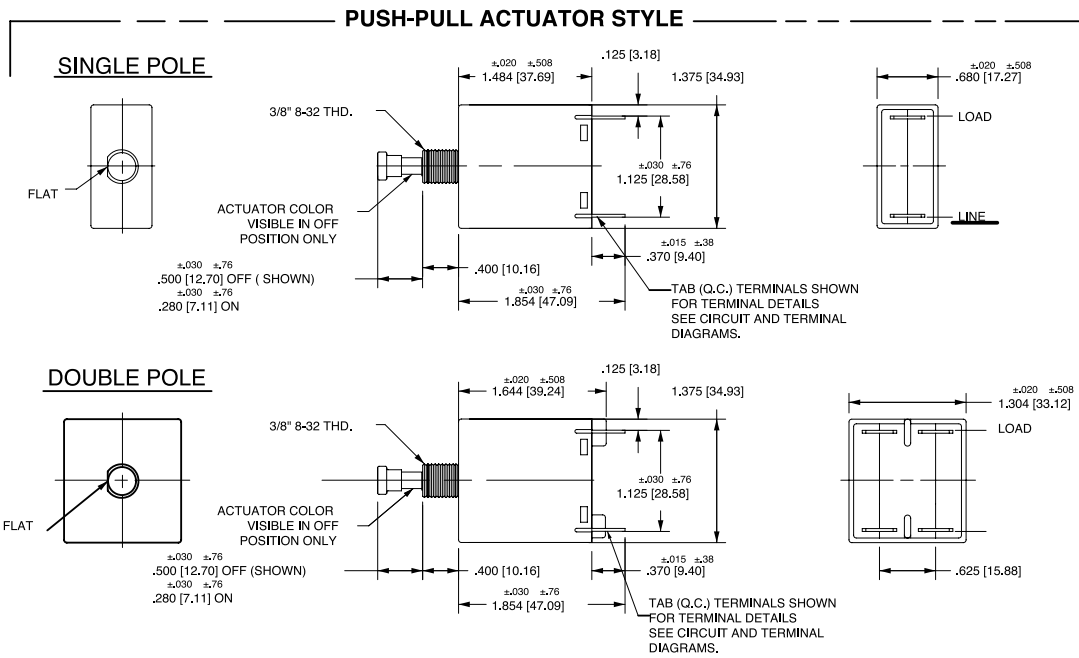 PUSH-PULL ACTUATOR STYLE
SINGLE POLE
±.020 ±.508
1.484 [37.69]
.125 [3.18]
1.375 [34.93]
±.020 ±.508
.680 [17.27]
3/8" 8-32 THD.
LOAD
FLAT
±.030 ±.76
1.125 [28.58]
ACTUATOR COLOR
VISIBLE IN OFF
POSITION ONLY
LINE
±.015 ±.38
.370 [9.40]
±.030 ±.76
.500 [12.70] OFF ( SHOWN)
±.030 ±.76
.280 [7.11] ON
.400 [10.16]
±.030 ±.76
1.854 [47.09]
TAB (Q.C.) TERMINALS SHOWN
FOR TERMINAL DETAILS
SEE CIRCUIT AND TERMINAL
DIAGRAMS.
DOUBLE POLE
±.020 ±.508
1.644 [39.24]
.125 [3.18]
1.375 [34.93]
±.020 ±.508
1.304 [33.12]
3/8" 8-32 THD.
LOAD
±.030 ±.76
1.125 [28.58]
FLAT
ACTUATOR COLOR
VISIBLE IN OFF
POSITION ONLY
±.030 ±.76
.500 [12.70] OFF (SHOWN)
±.030 ±.76
.280 [7.11] ON
.400 [10.16]
±.015 ±.38
.370 [9.40]
.625 [15.88]
±.030 ±.76
1.854 [47.09]
TAB (Q.C.) TERMINALS SHOWN
FOR TERMINAL DETAILS
SEE CIRCUIT AND TERMINAL
DIAGRAMS.